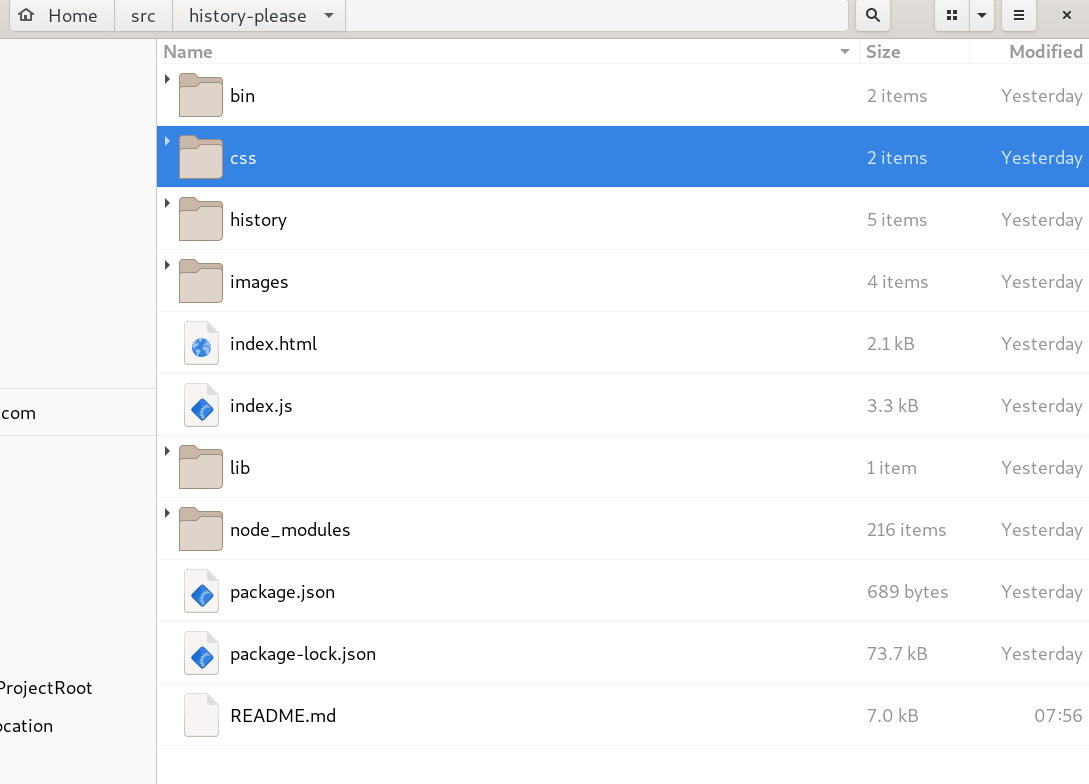 Home src history-please
Name Size Modified
bin 2 items Yesterday
css 2 items Yesterday
history 5 items Yesterday
images 4 items Yesterday
index.html 2.1 kB Yesterday
com
index.js 3.3 kB Yesterday
lib 1 item Yesterday
node_modules 216 items Yesterday
package.json 689 bytes Yesterday
package-lock.json 73.7 kB Yesterday
ProjectRoot
README.md 7.0 kB 07:56
ocation